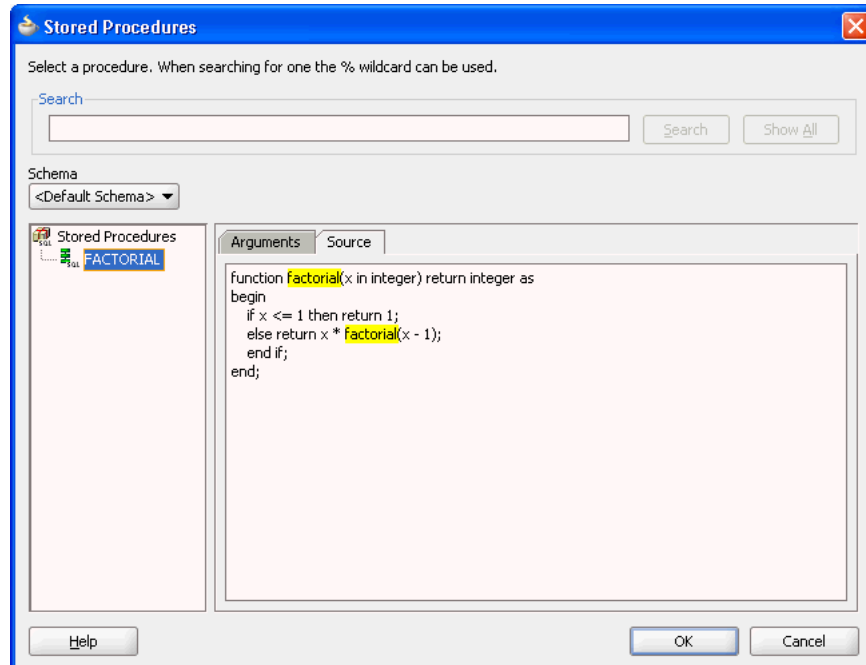 Stored Procedures
Select a procedure. When searching for one the % wildcard can be used.
Search
Search
Show All
Schema
<Default Schema>
Stored Procedures
FACTORIAL
Arguments
Source
function factorial(x in integer) return integer as
begin
if x <= 1 then return 1;
else return x * factorial(x - 1);
end if;
end;
Help
OK
Cancel